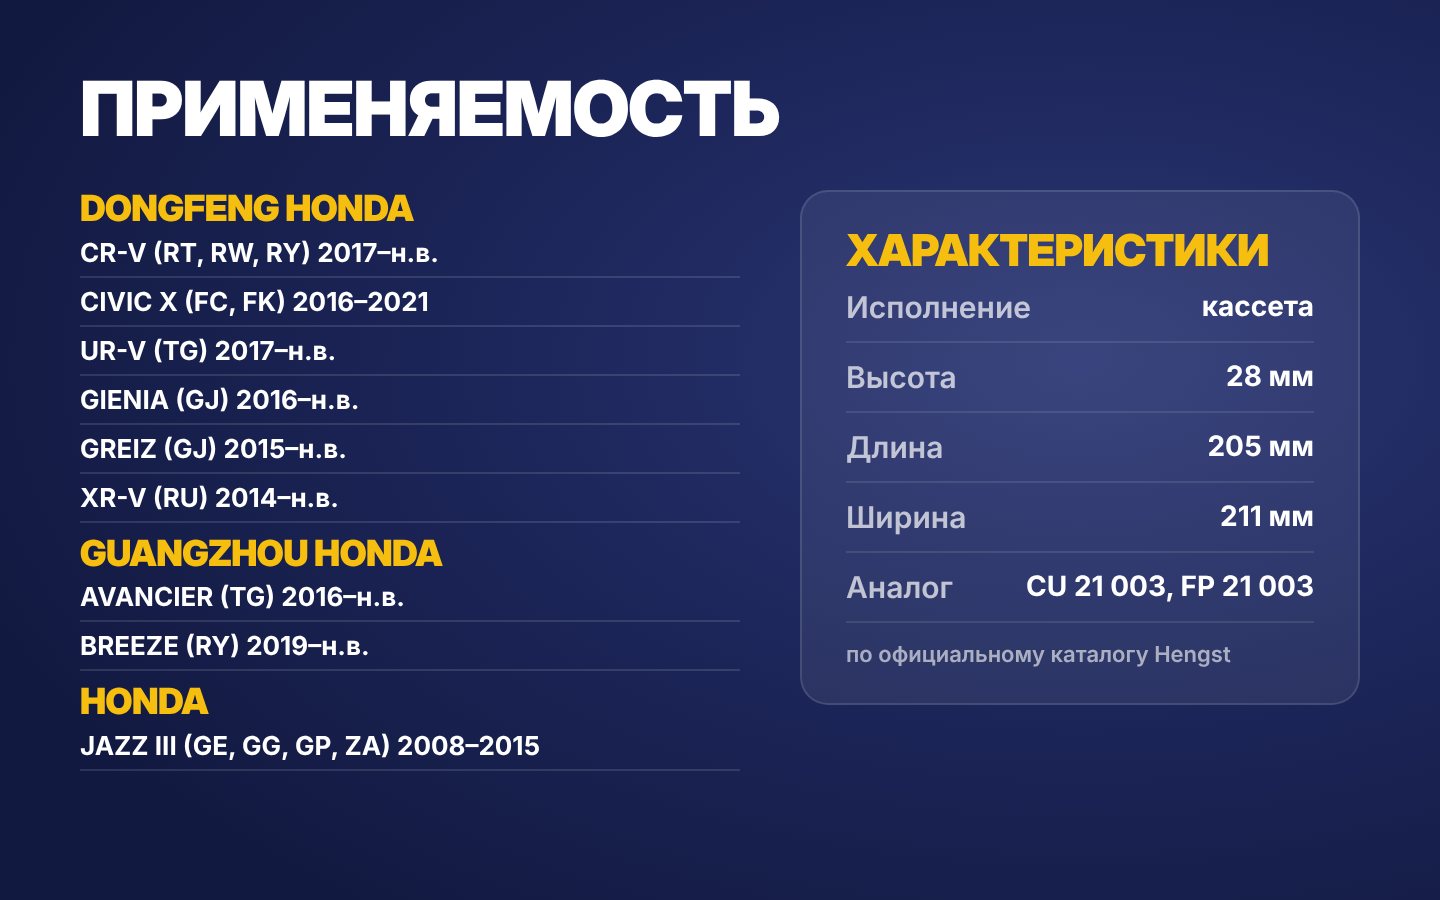 ПРИМЕНЯЕМОСТЬ
DONGFENG HONDA
CR-V (RT, RW, RY) 2017–н.в.
CIVIC X (FC, FK) 2016–2021
UR-V (TG) 2017–н.в.
GIENIA (GJ) 2016–н.в.
GREIZ (GJ) 2015–н.в.
XR-V (RU) 2014–н.в.
GUANGZHOU HONDA
AVANCIER (TG) 2016–н.в.
BREEZE (RY) 2019–н.в.
HONDA
JAZZ III (GE, GG, GP, ZA) 2008–2015
ХАРАКТЕРИСТИКИ
Исполнение кассета
Высота 28 мм
Длина 205 мм
Ширина 211 мм
Аналог CU 21 003, FP 21 003
по официальному каталогу Hengst